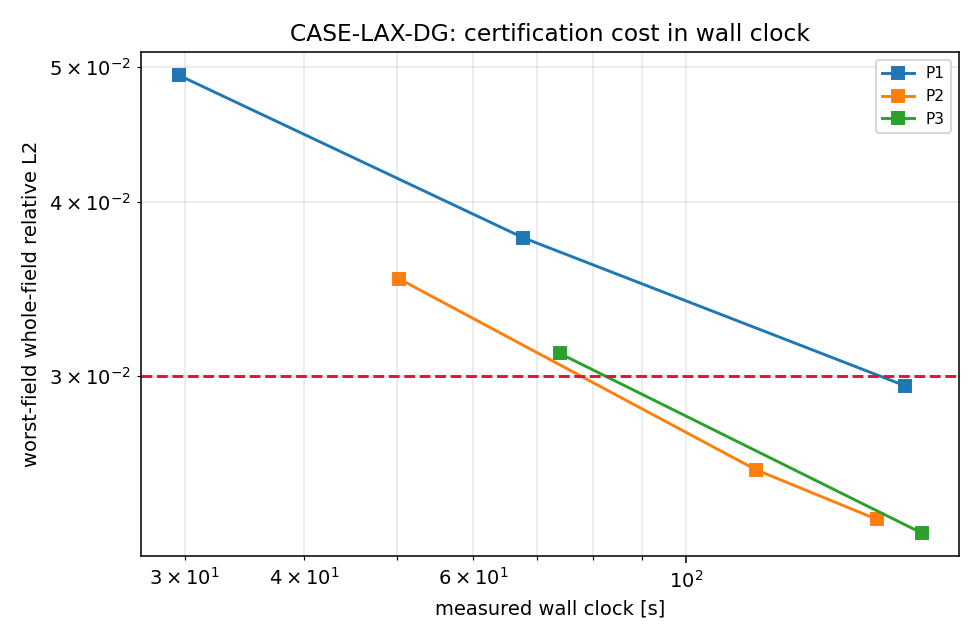 CASE-LAX-DG: certification cost in wall clock
worst-field whole-field relative L2
5 × 10⁻²
4 × 10⁻²
3 × 10⁻²
P1
P2
P3
3 × 10¹
4 × 10¹
6 × 10¹
10²
measured wall clock [s]